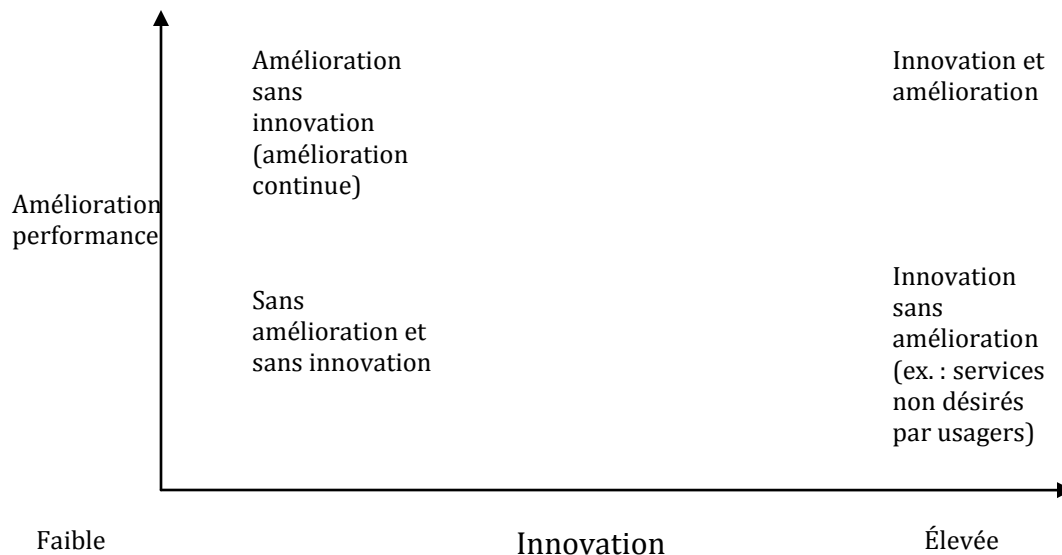 Amélioration
sans
innovation
(amélioration
continue)
Innovation et
amélioration
Amélioration
performance
Sans
amélioration et
sans innovation
Innovation
sans
amélioration
(ex. : services
non désirés
par usagers)
Faible
Innovation
Élevée